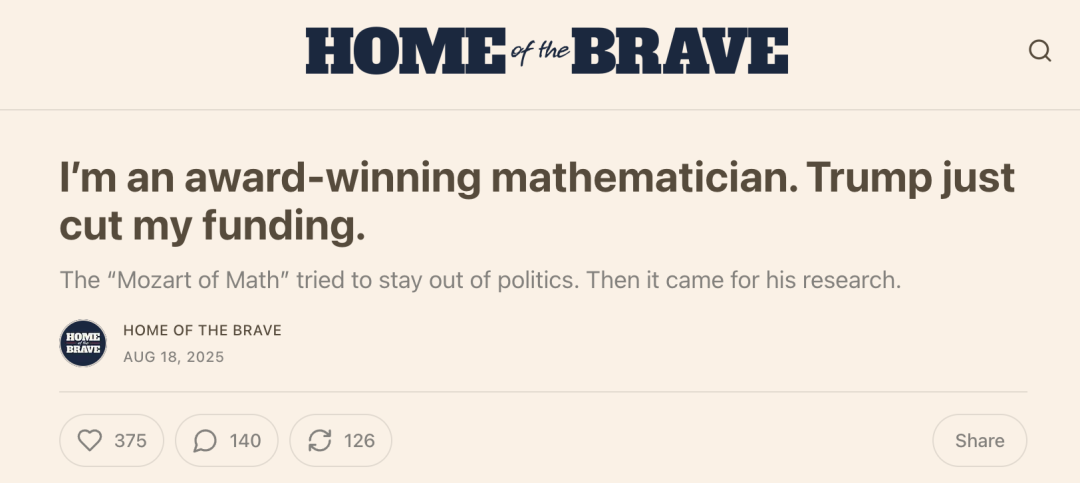 HOME of the BRAVE
I’m an award-winning mathematician. Trump just
cut my funding.
The “Mozart of Math” tried to stay out of politics. Then it came for his research.
HOME of the BRAVE
HOME OF THE BRAVE
AUG 18, 2025
375 140 126 Share